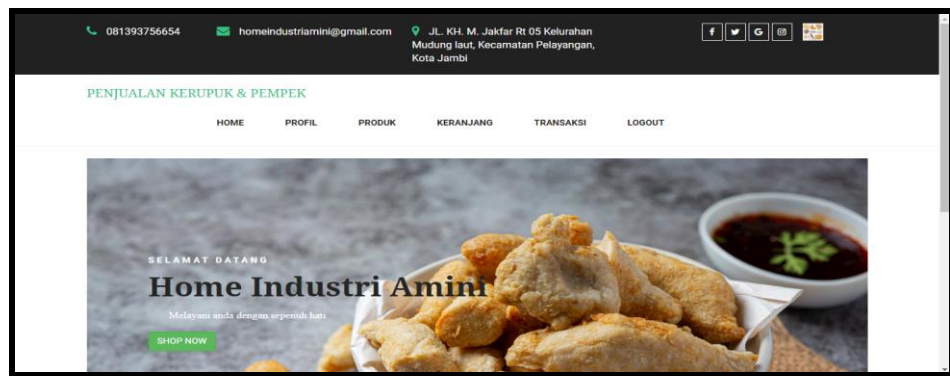 081393756654
homeindustriamini@gmail.com
JL. KH. M. Jakfar Rt 05 Kelurahan
Mudung laut, Kecamatan Pelayangan,
Kota Jambi
PENJUALAN KERUPUK & PEMPEK
HOME PROFIL PRODUK KERANJANG TRANSAKSI LOGOUT
SELAMAT DATANG
Home Industri Amini
Melayani anda dengan sepenuh hati
SHOP NOW